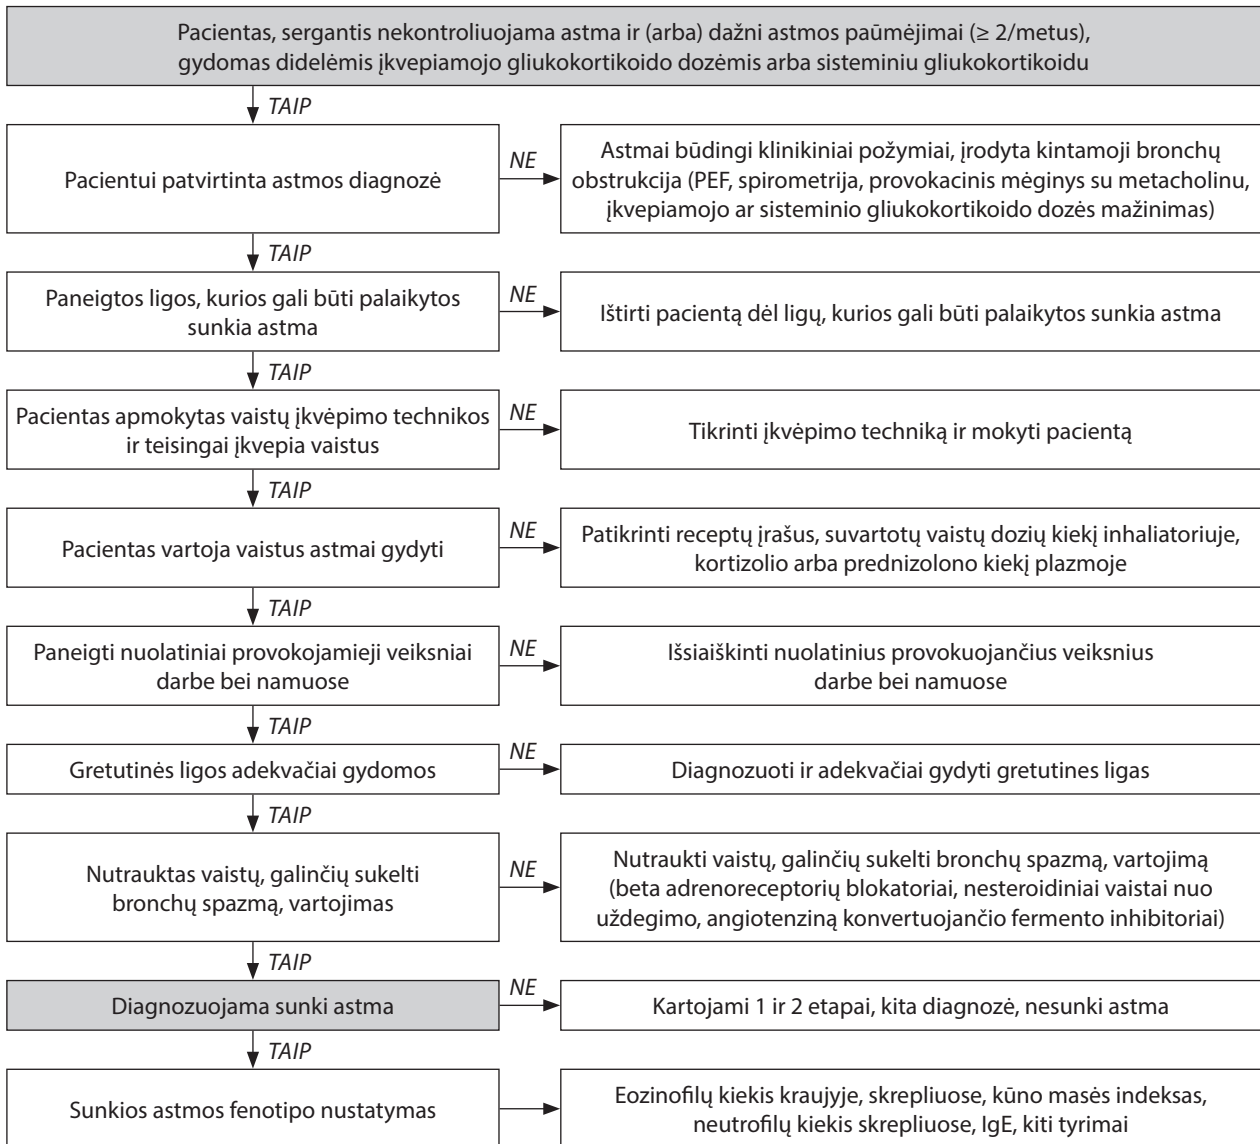 Pacientas, sergantis nekontroliuojama astma ir (arba) dažni astmos paūmėjimai (≥ 2/metus),
gydomas didelėmis įkvepiamojo gliukokortikoido dozėmis arba sisteminiu gliukokortikoidu
TAIP
Pacientui patvirtinta astmos diagnozė
NE
Astmai būdingi klinikiniai požymiai, įrodyta kintamoji bronchų
obstrukcija (PEF, spirometrija, provokacinis mėginys su metacholinu,
įkvepiamojo ar sisteminio gliukokortikoido dozės mažinimas)
TAIP
Paneigtos ligos, kurios gali būti palaikytos
sunkia astma
NE
Ištirti pacientą dėl ligų, kurios gali būti palaikytos sunkia astma
TAIP
Pacientas apmokytas vaistų įkvėpimo technikos
ir teisingai įkvepia vaistus
NE
Tikrinti įkvėpimo techniką ir mokyti pacientą
TAIP
Pacientas vartoja vaistus astmai gydyti
NE
Patikrinti receptų įrašus, suvartotų vaistų dozių kiekį inhaliatoriuje,
kortizolio arba prednizolono kiekį plazmoje
TAIP
Paneigti nuolatiniai provokojamieji veiksniai
darbe bei namuose
NE
Išsiaiškinti nuolatinius provokuojančius veiksnius
darbe bei namuose
TAIP
Gretutinės ligos adekvačiai gydomos
NE
Diagnozuoti ir adekvačiai gydyti gretutines ligas
TAIP
Nutrauktas vaistų, galinčių sukelti
bronchų spazmą, vartojimas
NE
Nutraukti vaistų, galinčių sukelti bronchų spazmą, vartojimą
(beta adrenoreceptorių blokatoriai, nesteroidiniai vaistai nuo
uždegimo, angiotenziną konvertuojančio fermento inhibitoriai)
TAIP
Diagnozuojama sunki astma
NE
Kartojami 1 ir 2 etapai, kita diagnozė, nesunki astma
TAIP
Sunkios astmos fenotipo nustatymas
Eozinofilų kiekis kraujyje, skrepliuose, kūno masės indeksas,
neutrofilų kiekis skrepliuose, IgE, kiti tyrimai